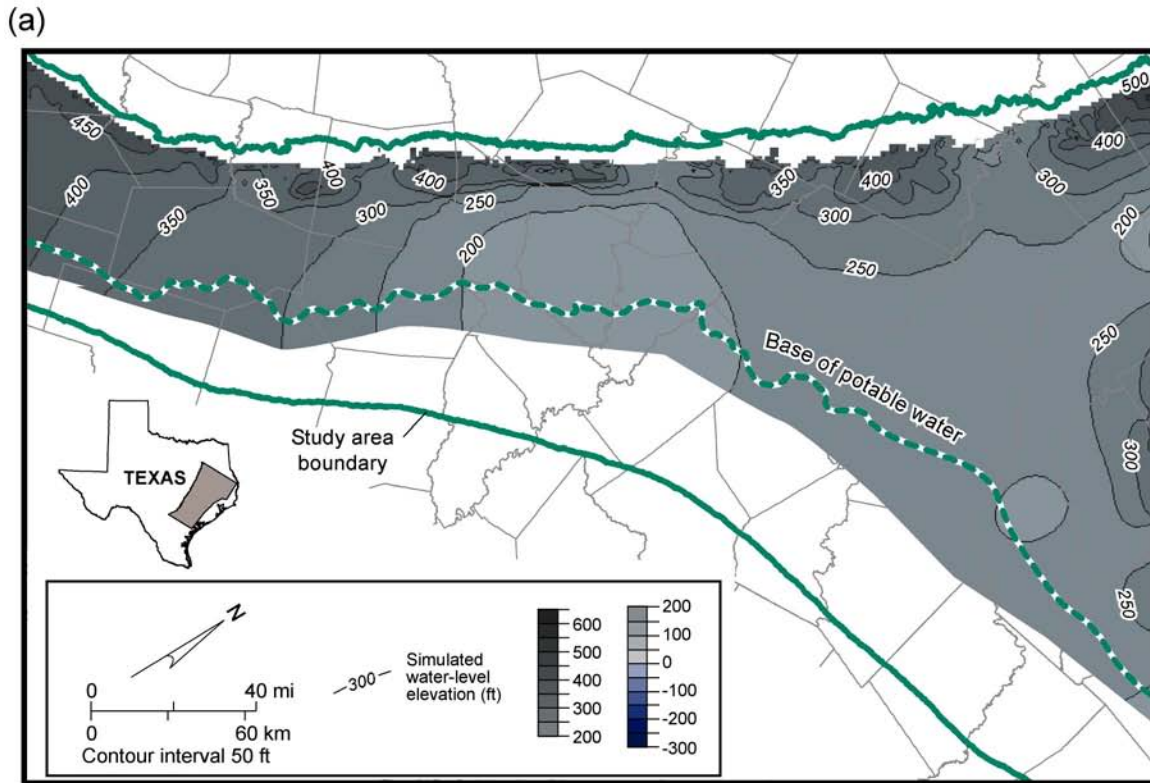 (a)
500
450
400
350
400
400
350
400
300
400
350
300
250
300
200
250
200
250
300
250
Base of potable water
Study area
boundary
TEXAS
N
0 40 mi
0 60 km
Contour interval 50 ft
300
Simulated
water-level
elevation (ft)
600
500
400
300
200
200
100
0
-100
-200
-300